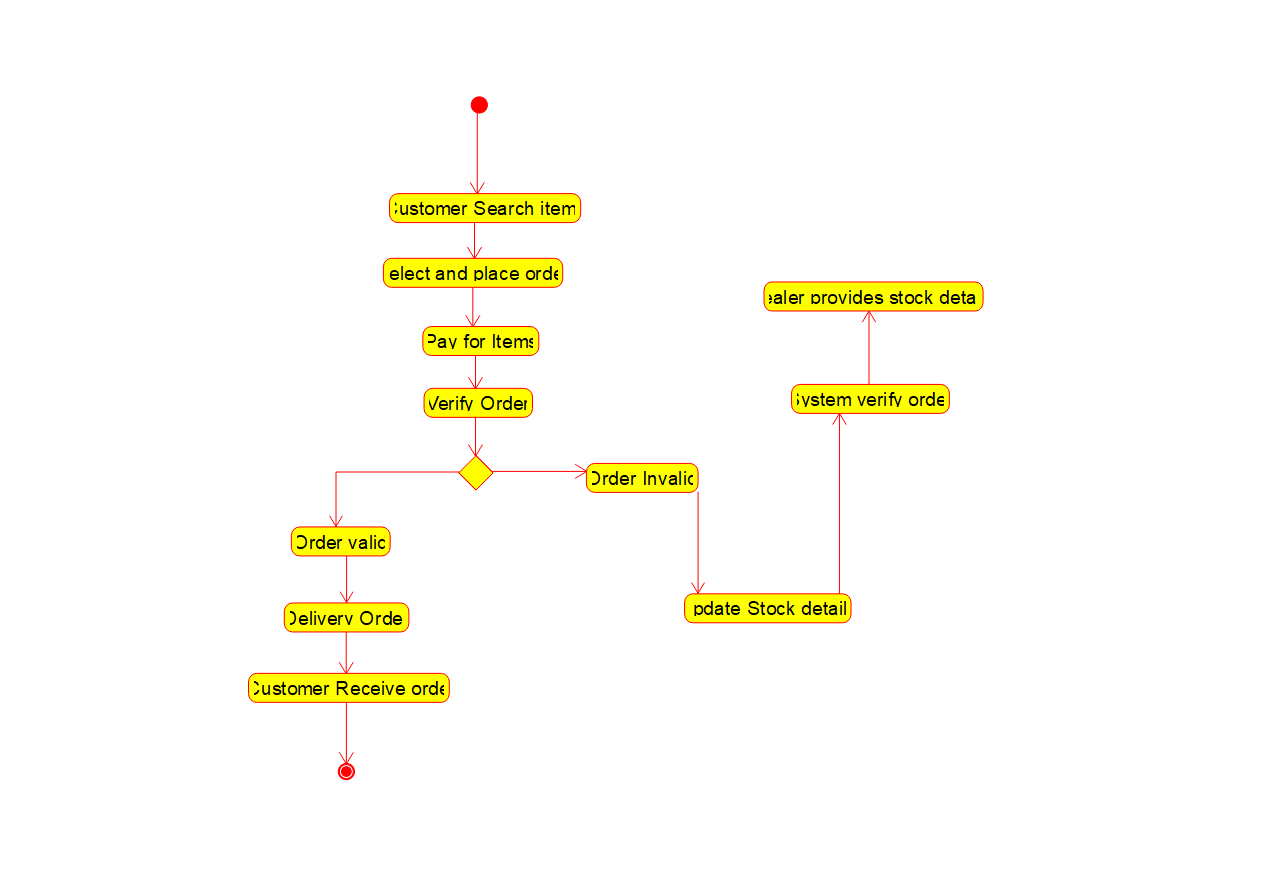 Customer Search item
elect and place orde
ealer provides stock deta
Pay for Items
System verify orde
Verify Order
Order Invalid
Order valid
Delivery Orde
pdate Stock detail
Customer Receive orde